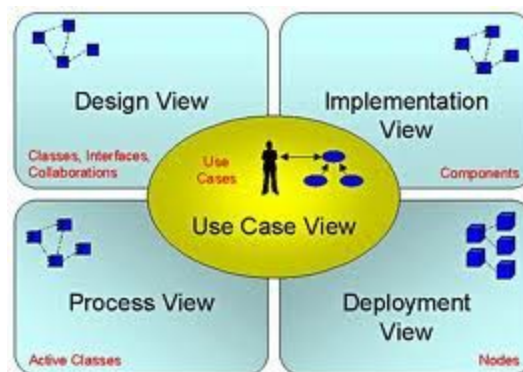 Design View
Classes, Interfaces,
Collaborations
Implementation
View
Components
Use
Cases
Use Case View
Process View
Active Classes
Deployment
View
Nodes